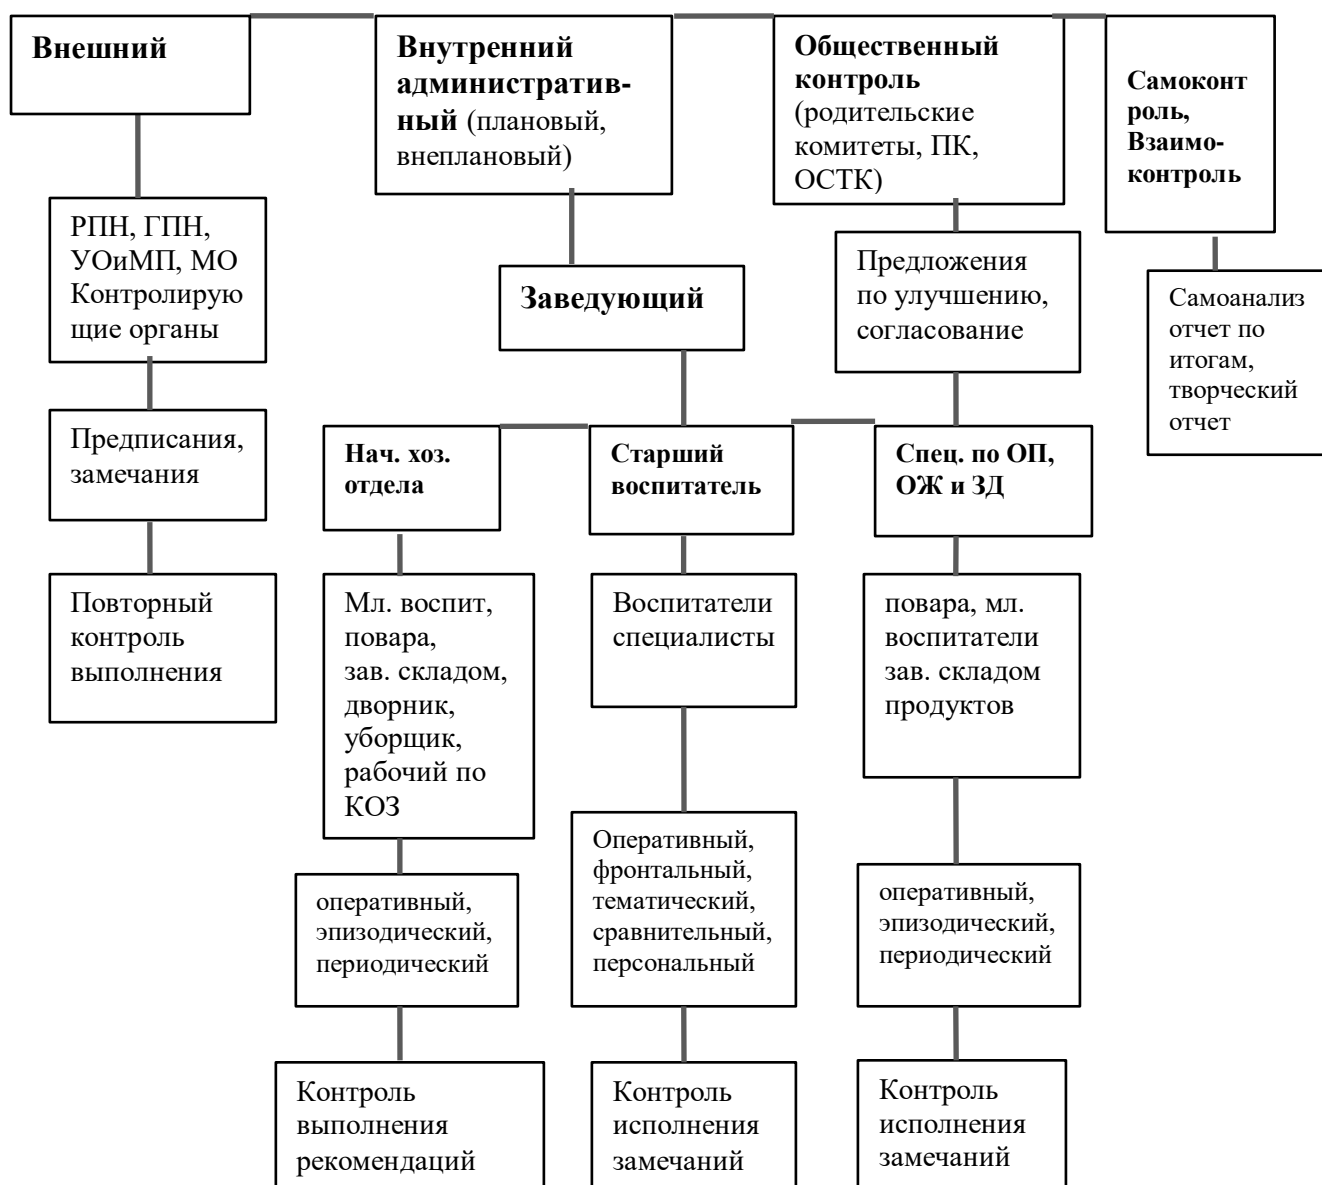 Внешний
Внутренний
административ-
ный (плановый,
внеплановый)
Общественный
контроль
(родительские
комитеты, ПК,
ОСТК)
Самоконт
роль,
Взаимо-
контроль
РПН, ГПН,
УОиМП, МО
Контролирую
щие органы
Заведующий
Предложения
по улучшению,
согласование
Самоанализ
отчет по
итогам,
творческий
отчет
Предписания,
замечания
Нач. хоз.
отдела
Старший
воспитатель
Спец. по ОП,
ОЖ и ЗД
Повторный
контроль
выполнения
Мл. воспит,
повара,
зав. складом,
дворник,
уборщик,
рабочий по
КОЗ
Воспитатели
специалисты
повара, мл.
воспитатели
зав. складом
продуктов
оперативный,
эпизодический,
периодический
Оперативный,
фронтальный,
тематический,
сравнительный,
персональный
оперативный,
эпизодический,
периодический
Контроль
выполнения
рекомендаций
Контроль
исполнения
замечаний
Контроль
исполнения
замечаний